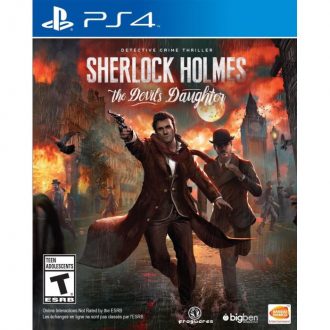 PS4
DETECTIVE CRIME THRILLER
SHERLOCK HOLMES
the Devil's Daughter
TEEN
ADOLESCENTS
T
ESRB
Online Interactions Not Rated by the ESRB
Les échanges en ligne ne sont pas classés par l'ESRB
frogwares
bigben
BANDAI
NAMCO